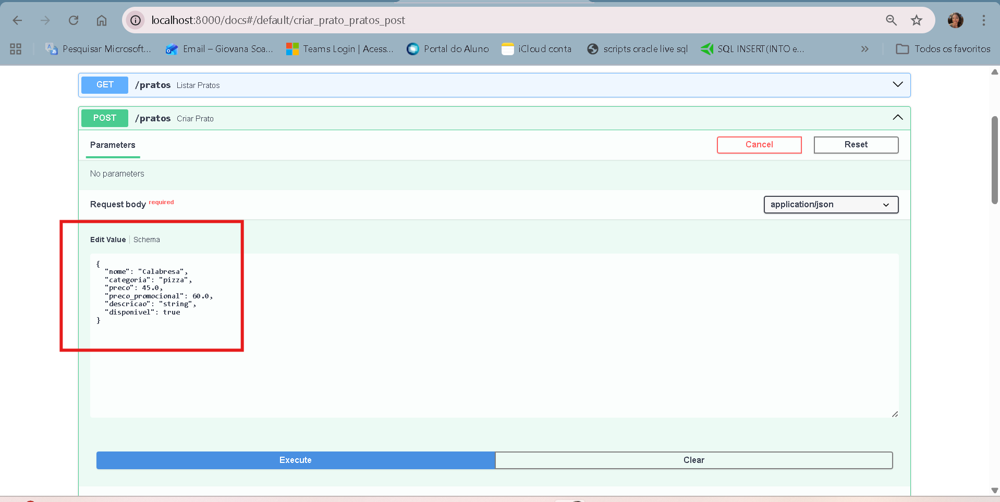 localhost:8000/docs#/default/criar_prato_pratos_post
Pesquisar Microsoft... Email – Giovana Soa... Teams Login | Acess... Portal do Aluno iCloud conta scripts oracle live sql SQL INSERT(INTO e... » Todos os favoritos
GET /pratos Listar Pratos
POST /pratos Criar Prato
Parameters Cancel Reset
No parameters
Request body required application/json
Edit Value | Schema
{
"nome": "Calabresa",
"categoria": "pizza",
"preco": 45.0,
"preco_promocional": 60.0,
"descricao": "string",
"disponivel": true
}
Execute Clear